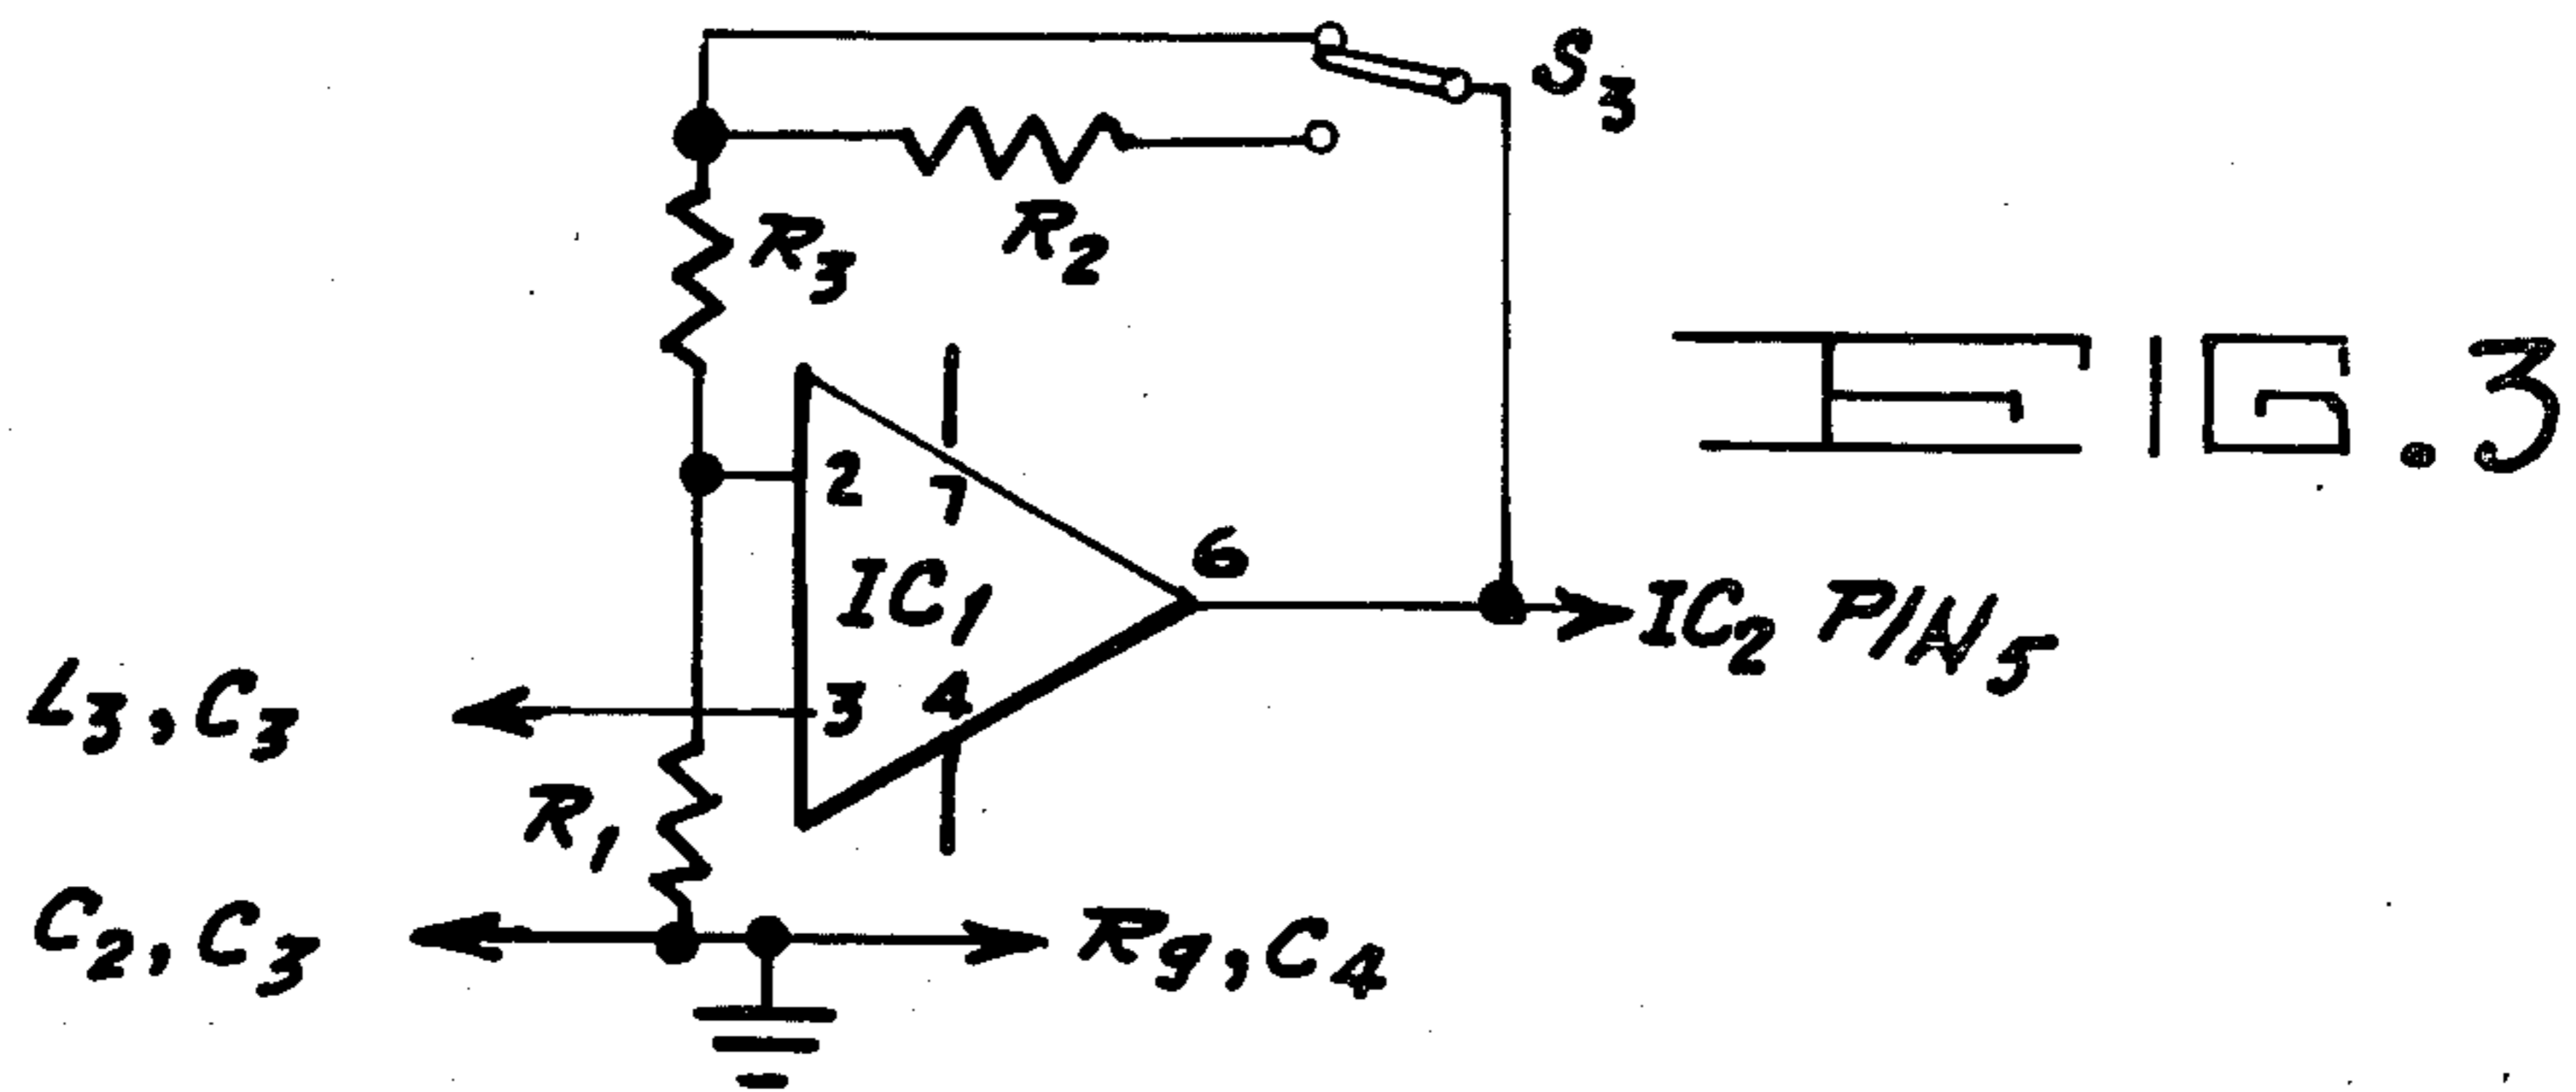 S3
R3
R2
FIG. 3
2
7
6
IC1
IC2 PIN5
L3, C3
3
4
R1
C2, C3
R9, C4